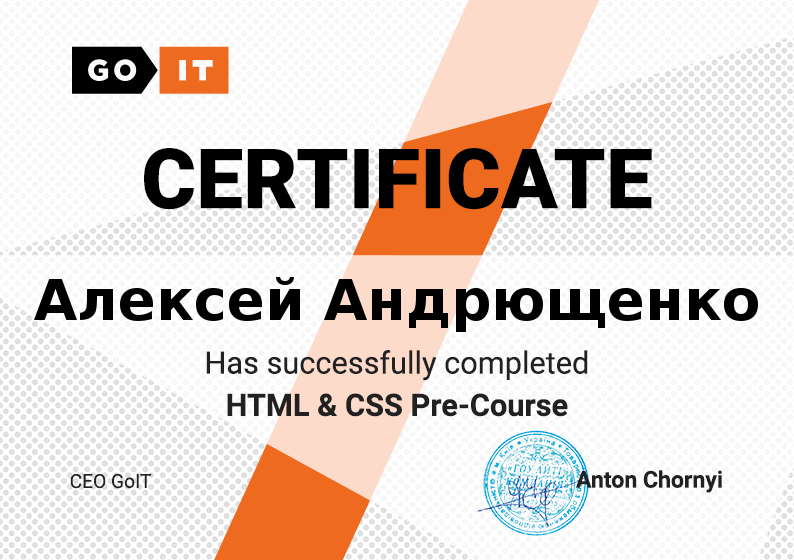 GO IT
CERTIFICATE
Алексей Андрющенко
Has successfully completed
HTML & CSS Pre-Course
CEO GoIT
Anton Chornyi